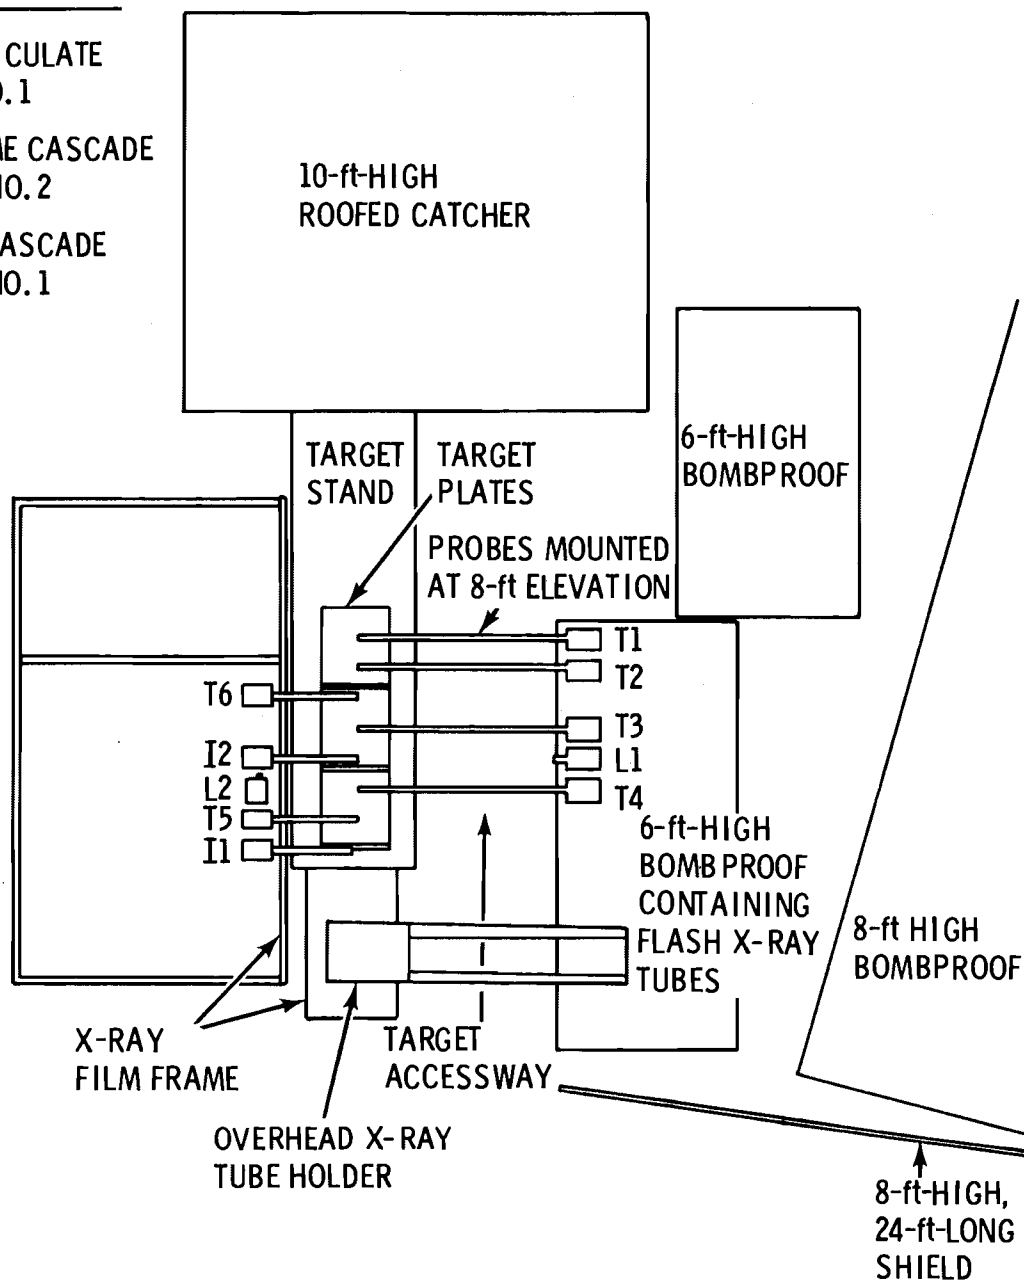 CULATE
.1
CASCADE
O.2
ASCADE
O.1
10-ft-HIGH
ROOFED CATCHER
6-ft-HIGH
BOMBPROOF
TARGET
STAND
TARGET
PLATES
PROBES MOUNTED
AT 8-ft ELEVATION
T1
T2
T6
T3
I2
L1
L2
T4
T5
I1
6-ft-HIGH
BOMBPROOF
CONTAINING
FLASH X-RAY
TUBES
8-ft HIGH
BOMBPROOF
X-RAY
FILM FRAME
TARGET
ACCESSWAY
OVERHEAD X-RAY
TUBE HOLDER
8-ft-HIGH,
24-ft-LONG
SHIELD